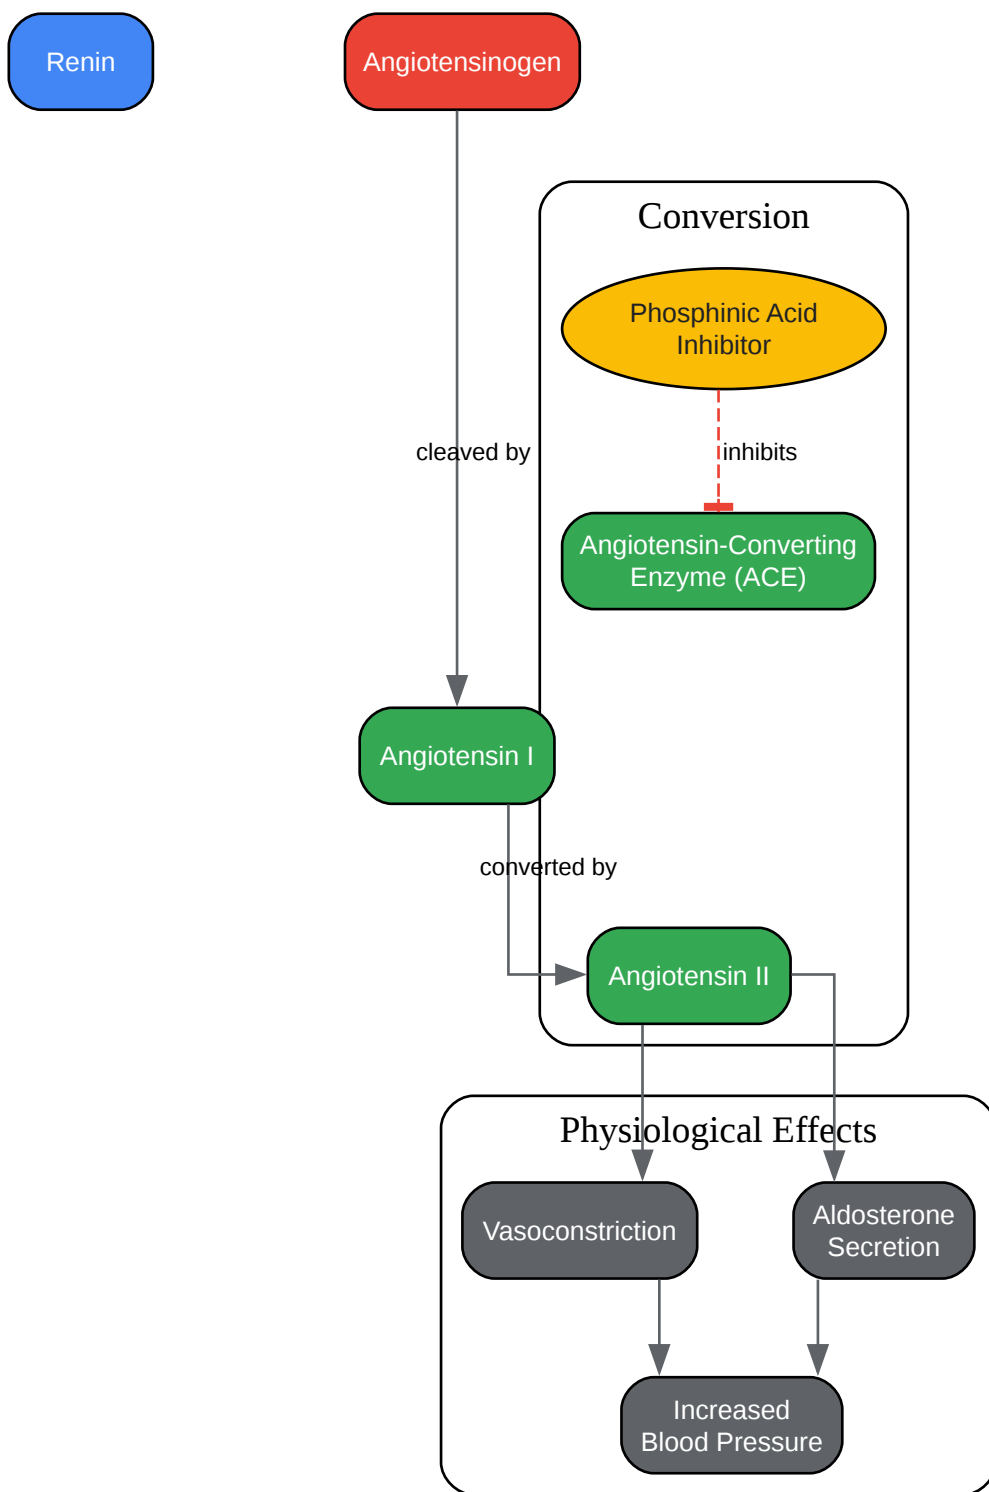 Renin
Angiotensinogen
Conversion
Phosphinic Acid
Inhibitor
cleaved by
inhibits
Angiotensin-Converting
Enzyme (ACE)
Angiotensin I
converted by
Angiotensin II
Physiological Effects
Vasoconstriction
Aldosterone
Secretion
Increased
Blood Pressure